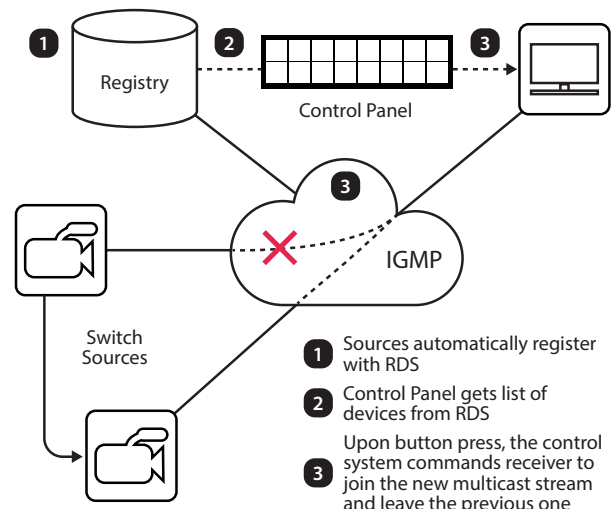 1
2
3
Registry
Control Panel
3
IGMP
Switch
Sources
1 Sources automatically register
with RDS
2 Control Panel gets list of
devices from RDS
3 Upon button press, the control
system commands receiver to
join the new multicast stream
and leave the previous one